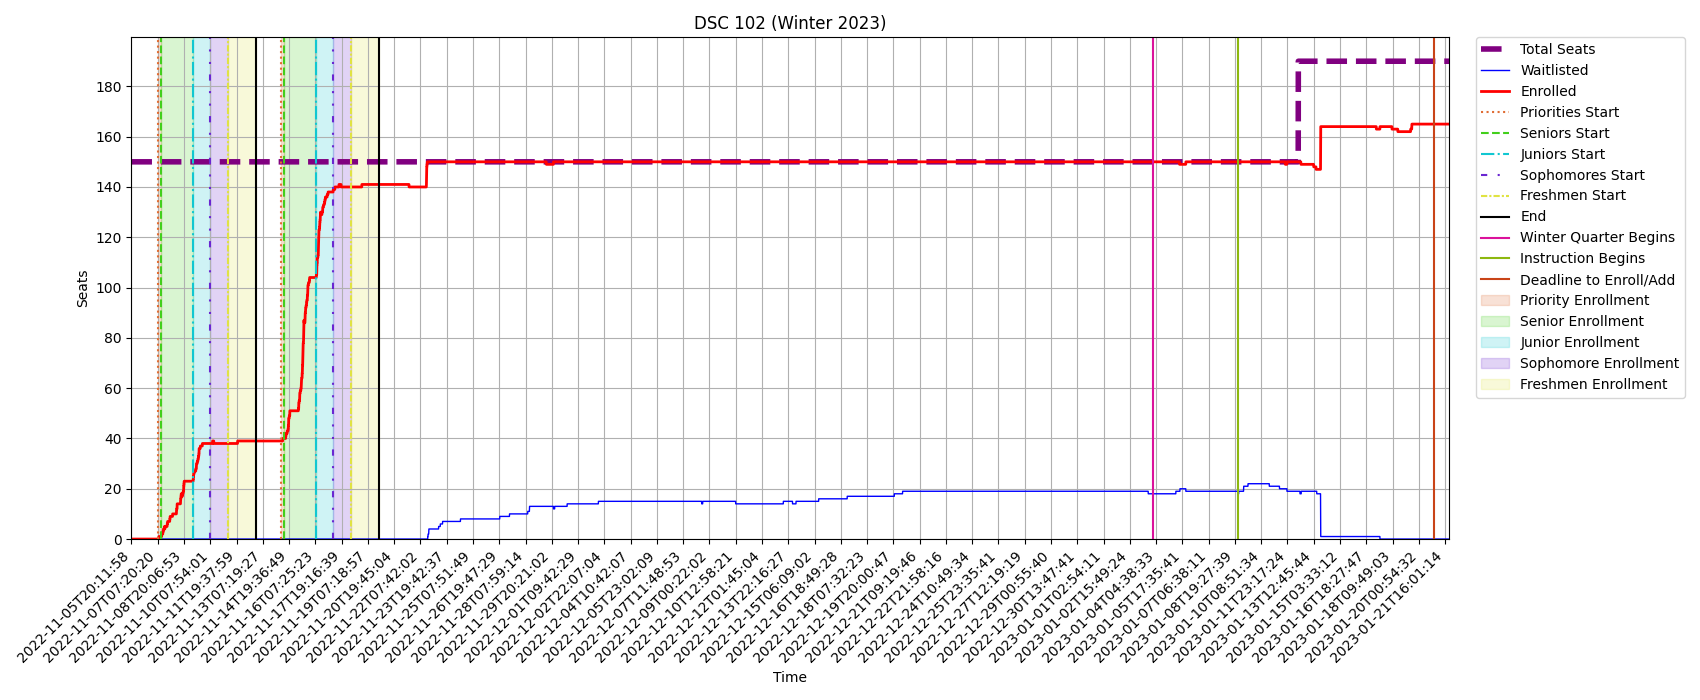 DSC 102 (Winter 2023)
Seats
180
160
140
120
100
80
60
40
20
0
2022-11-05T20:11:58
2022-11-07T07:20:20
2022-11-08T20:06:53
2022-11-10T07:54:01
2022-11-11T19:37:59
2022-11-13T07:19:27
2022-11-14T19:36:49
2022-11-16T07:25:23
2022-11-17T19:16:39
2022-11-19T07:18:57
2022-11-20T19:45:04
2022-11-22T07:42:02
2022-11-23T19:42:37
2022-11-25T07:51:49
2022-11-26T19:47:29
2022-11-28T07:59:14
2022-11-29T20:21:02
2022-12-01T09:42:29
2022-12-02T22:07:04
2022-12-04T10:42:07
2022-12-05T23:02:09
2022-12-07T11:48:53
2022-12-09T00:22:02
2022-12-10T12:58:21
2022-12-12T01:45:04
2022-12-13T22:16:27
2022-12-15T06:09:02
2022-12-16T18:49:28
2022-12-18T07:32:23
2022-12-19T20:00:47
2022-12-21T09:19:46
2022-12-22T21:58:16
2022-12-24T10:49:34
2022-12-25T23:35:41
2022-12-27T12:19:19
2022-12-29T00:55:40
2022-12-30T13:47:41
2023-01-01T02:54:11
2023-01-02T15:49:24
2023-01-04T04:38:33
2023-01-05T17:35:41
2023-01-07T06:38:11
2023-01-08T19:27:39
2023-01-10T08:51:34
2023-01-11T23:17:24
2023-01-13T12:45:44
2023-01-15T03:33:12
2023-01-16T18:27:47
2023-01-18T09:49:03
2023-01-20T00:54:32
2023-01-21T16:01:14
Time
Total Seats
Waitlisted
Enrolled
Priorities Start
Seniors Start
Juniors Start
Sophomores Start
Freshmen Start
End
Winter Quarter Begins
Instruction Begins
Deadline to Enroll/Add
Priority Enrollment
Senior Enrollment
Junior Enrollment
Sophomore Enrollment
Freshmen Enrollment